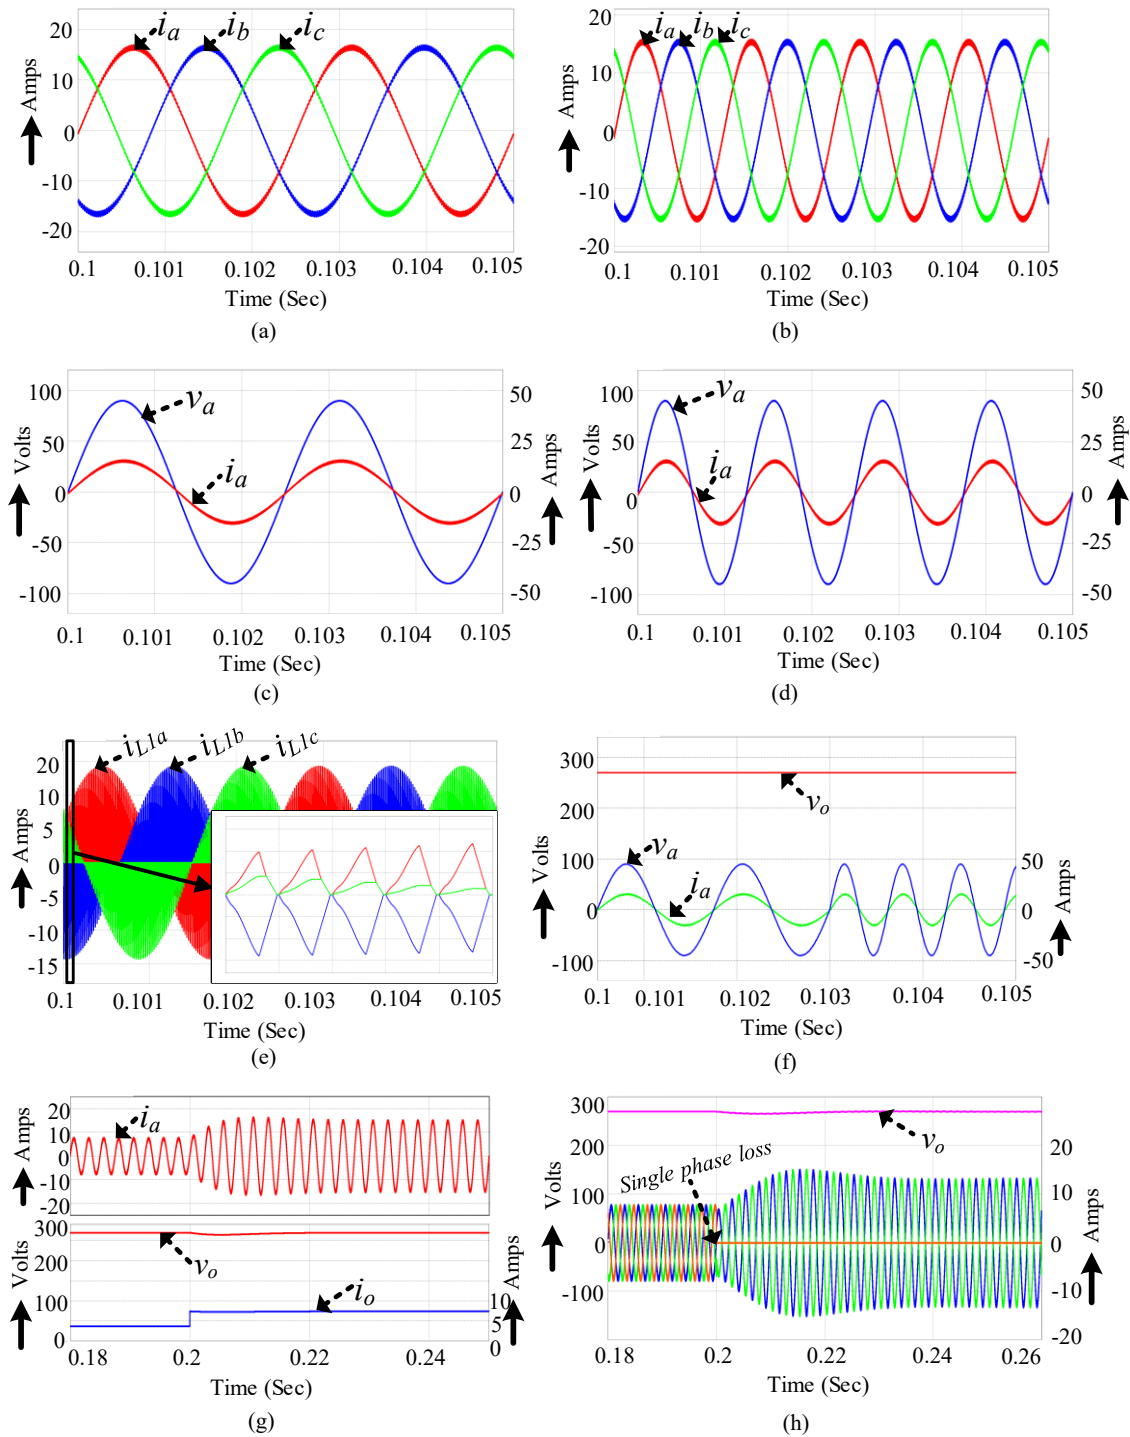 20
10
0
-10
-20
Amps
i_a
i_b
i_c
0.1
0.101
0.102
0.103
0.104
0.105
Time (Sec)
(a)
20
10
0
-10
-20
Amps
i_a
i_b
i_c
0.1
0.101
0.102
0.103
0.104
0.105
Time (Sec)
(b)
100
50
0
-50
-100
Volts
v_a
i_a
50
25
0
-25
-50
Amps
0.1
0.101
0.102
0.103
0.104
0.105
Time (Sec)
(c)
100
50
0
-50
-100
Volts
v_a
i_a
50
25
0
-25
-50
Amps
0.1
0.101
0.102
0.103
0.104
0.105
Time (Sec)
(d)
20
10
5
0
-5
-10
-15
Amps
i_L1a
i_L1b
i_L1c
0.1
0.101
0.102
0.103
0.104
0.105
Time (Sec)
(e)
300
200
100
0
-100
Volts
v_o
v_a
i_a
50
0
-50
Amps
0.1
0.101
0.102
0.103
0.104
0.105
Time (Sec)
(f)
20
10
0
-10
-20
Amps
i_a
300
200
100
0
Volts
v_o
i_o
10
5
0
Amps
0.18
0.2
0.22
0.24
Time (Sec)
(g)
300
200
100
0
-100
Volts
v_o
Single phase loss
20
10
0
-10
-20
Amps
0.18
0.2
0.22
0.24
0.26
Time (Sec)
(h)